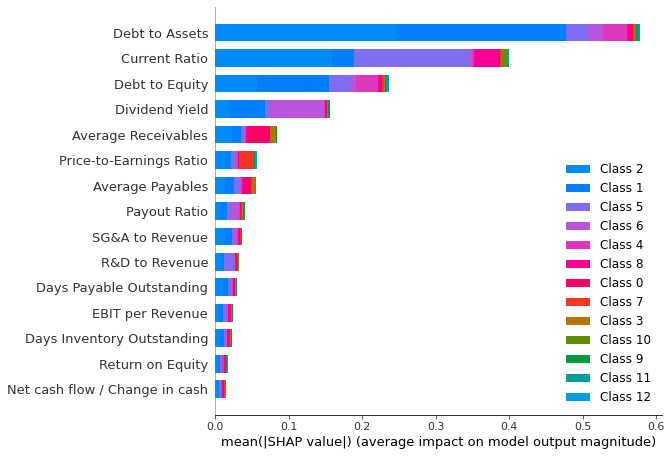 Debt to Assets
Current Ratio
Debt to Equity
Dividend Yield
Average Receivables
Price-to-Earnings Ratio
Average Payables
Payout Ratio
SG&A to Revenue
R&D to Revenue
Days Payable Outstanding
EBIT per Revenue
Days Inventory Outstanding
Return on Equity
Net cash flow / Change in cash
Class 2
Class 1
Class 5
Class 6
Class 4
Class 8
Class 0
Class 7
Class 3
Class 10
Class 9
Class 11
Class 12
0.0 0.1 0.2 0.3 0.4 0.5 0.6
mean(|SHAP value|) (average impact on model output magnitude)